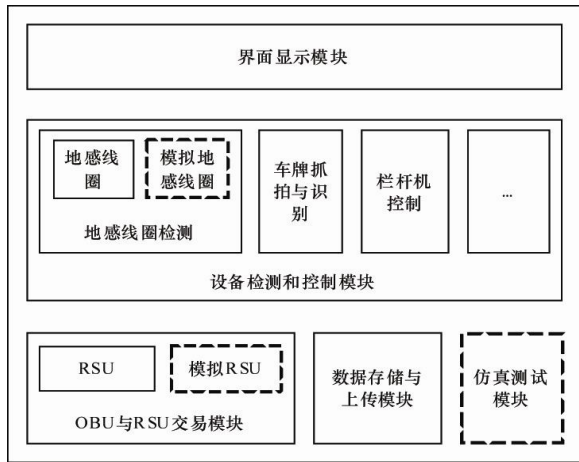 界面显示模块
地感线
圈
模拟地
感线圈
地感线圈检测
车牌抓
拍与识
别
栏杆机
控制
...
设备检测和控制模块
RSU
模拟RSU
OBU与RSU交易模块
数据存储与
上传模块
仿真测试
模块